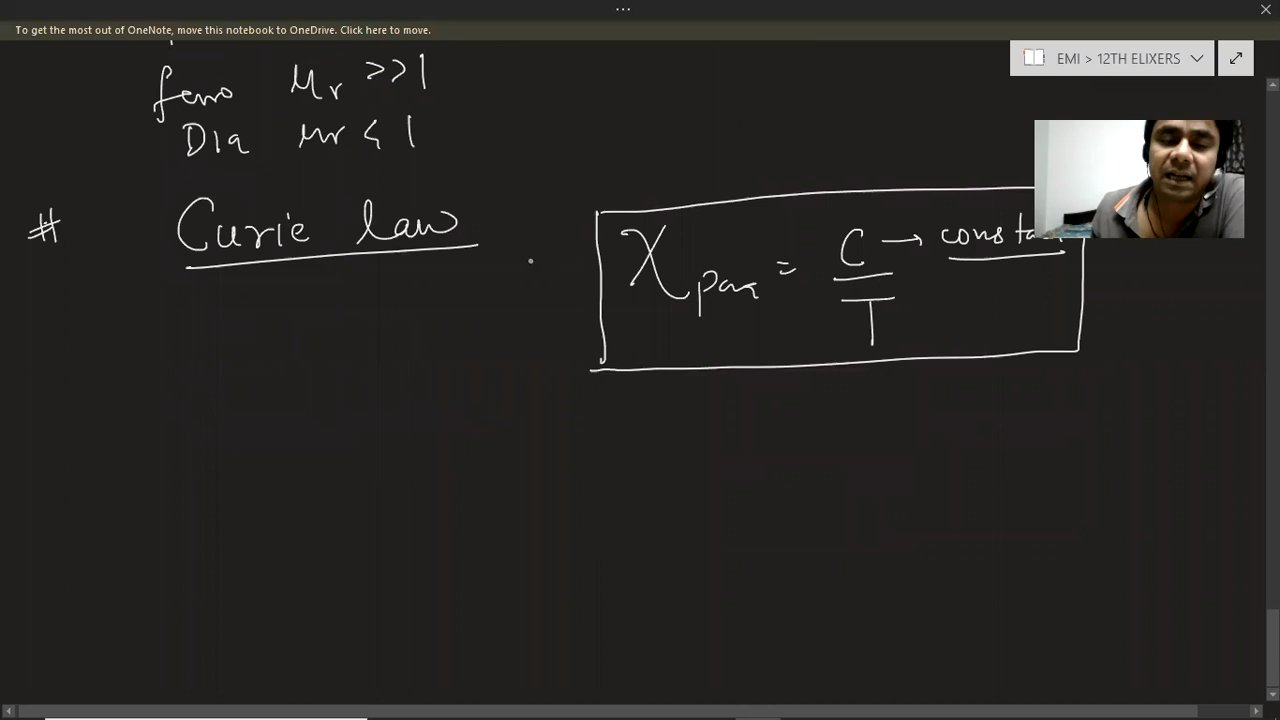 To get the most out of OneNote, move this notebook to OneDrive. Click here to move.
EMI > 12TH ELIXERS
ferro μr >>1
Dia μr < 1
# Curie law
χpara = C/T → constant